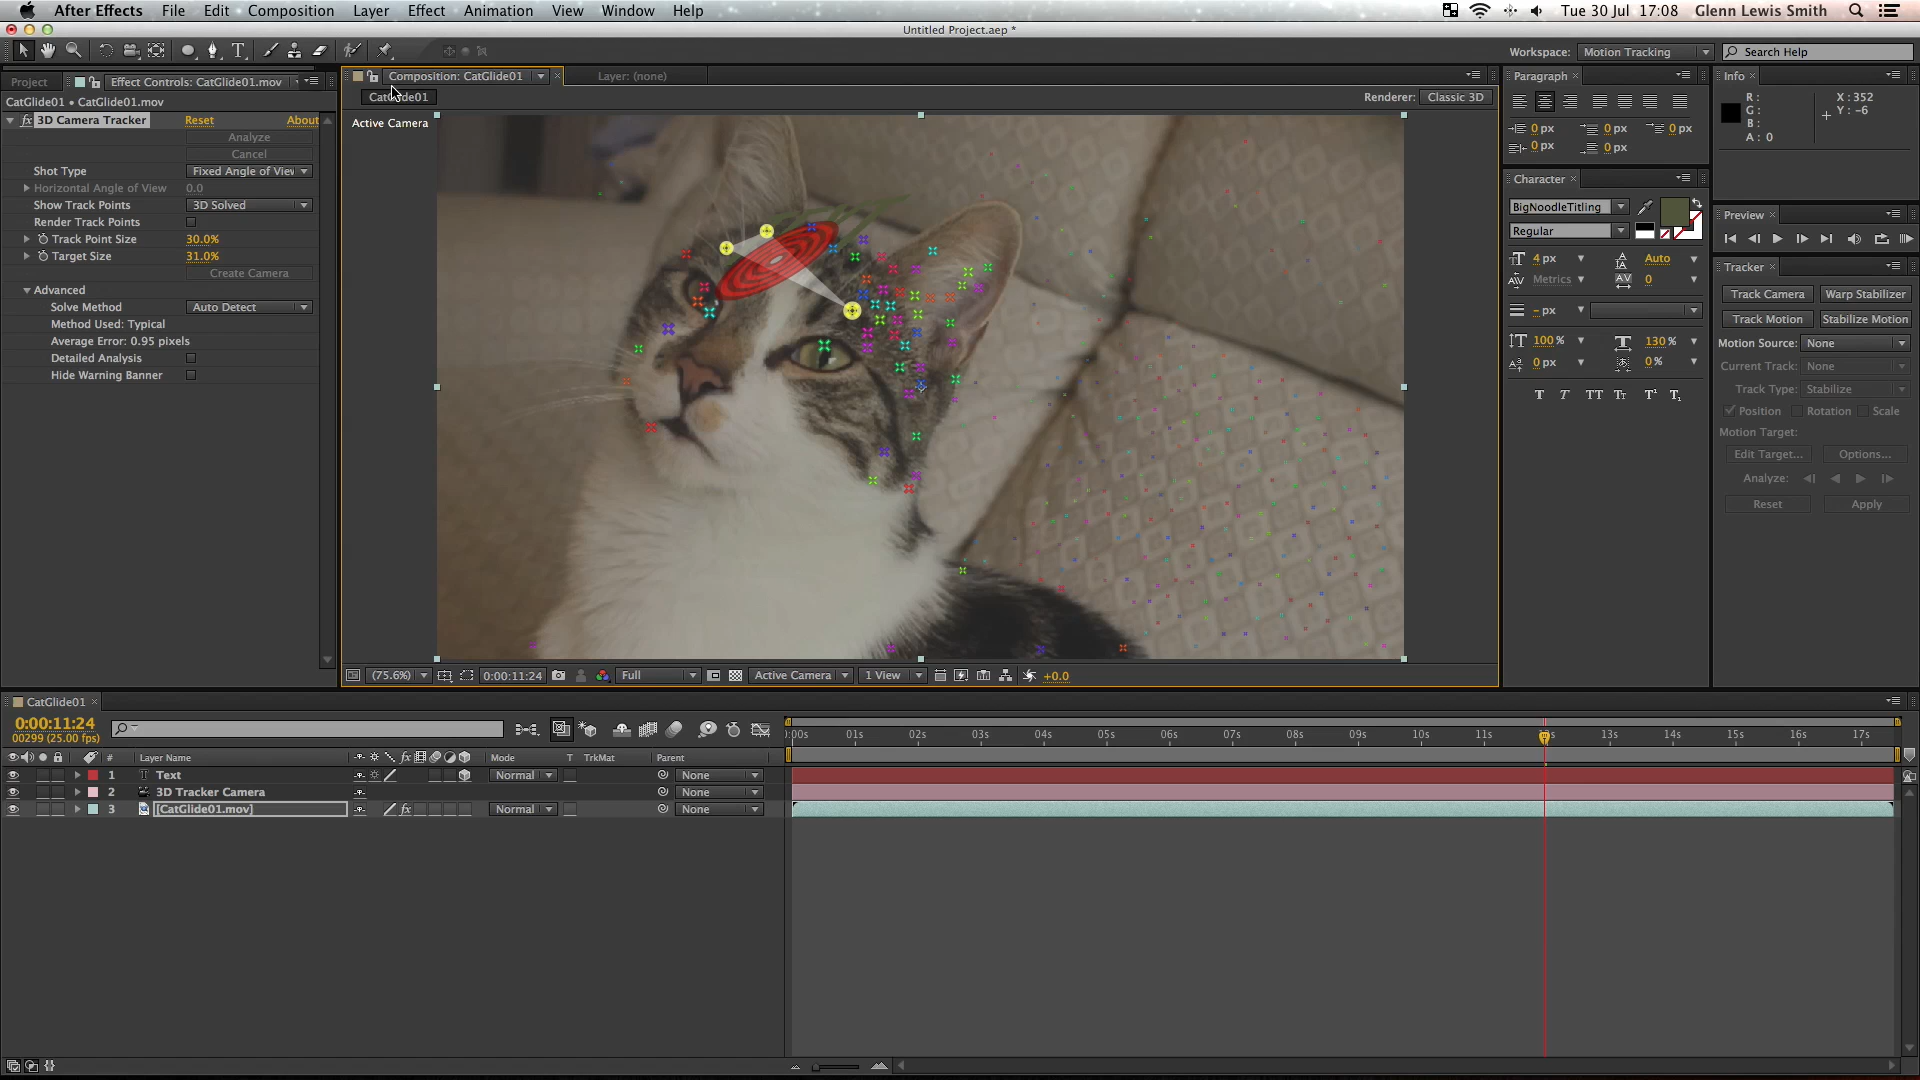 After Effects File Edit Composition Layer Effect Animation View Window Help
Tue 30 Jul 17:08 Glenn Lewis Smith
Untitled Project.aep *
Workspace: Motion Tracking
Search Help
Project
Effect Controls: CatGlide01.mov
CatGlide01 • CatGlide01.mov
fx 3D Camera Tracker Reset About
Analyze
Cancel
Shot Type Fixed Angle of View
Horizontal Angle of View 0.0
Show Track Points 3D Solved
Render Track Points
Track Point Size 30.0%
Target Size 31.0%
Create Camera
Advanced
Solve Method Auto Detect
Method Used: Typical
Average Error: 0.95 pixels
Detailed Analysis
Hide Warning Banner
Composition: CatGlide01
Layer: (none)
CatGlide01
Renderer: Classic 3D
Active Camera
(75.6%) 0:00:11:24 Full Active Camera 1 View +0.0
Paragraph
0 px 0 px 0 px
0 px 0 px
Character
BigNoodleTitling
Regular
4 px Auto
Metrics 0
- px
100 % 130 %
0 px 0 %
T T TT Tt T¹ T₁
Info
R: X: 352
G: Y: -6
B:
A: 0
Preview
Tracker
Track Camera Warp Stabilizer
Track Motion Stabilize Motion
Motion Source: None
Current Track: None
Track Type: Stabilize
Position Rotation Scale
Motion Target:
Edit Target... Options...
Analyze:
Reset Apply
CatGlide01
0:00:11:24
00299 (25.00 fps)
# Layer Name Mode T TrkMat Parent
1 T Text Normal None
2 3D Tracker Camera None
3 [CatGlide01.mov] fx Normal None
:00s 01s 02s 03s 04s 05s 06s 07s 08s 09s 10s 11s 12s 13s 14s 15s 16s 17s